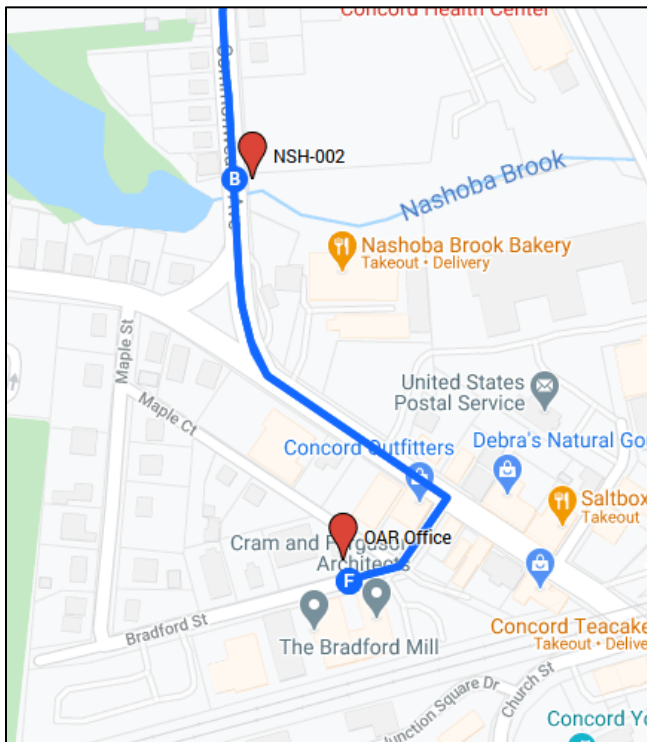 Concord Health Center
Commonwealth Ave
NSH-002
B
Nashoba Brook
Nashoba Brook Bakery
Takeout • Delivery
Maple St
United States
Postal Service
Maple Ct
Concord Outfitters
Debra's Natural Go
Saltbox
Takeout
OAR Office
Cram and Ferguson
Architects
F
Bradford St
The Bradford Mill
Concord Teacake
Takeout • Delive
Junction Square Dr
Church St
Concord Yo